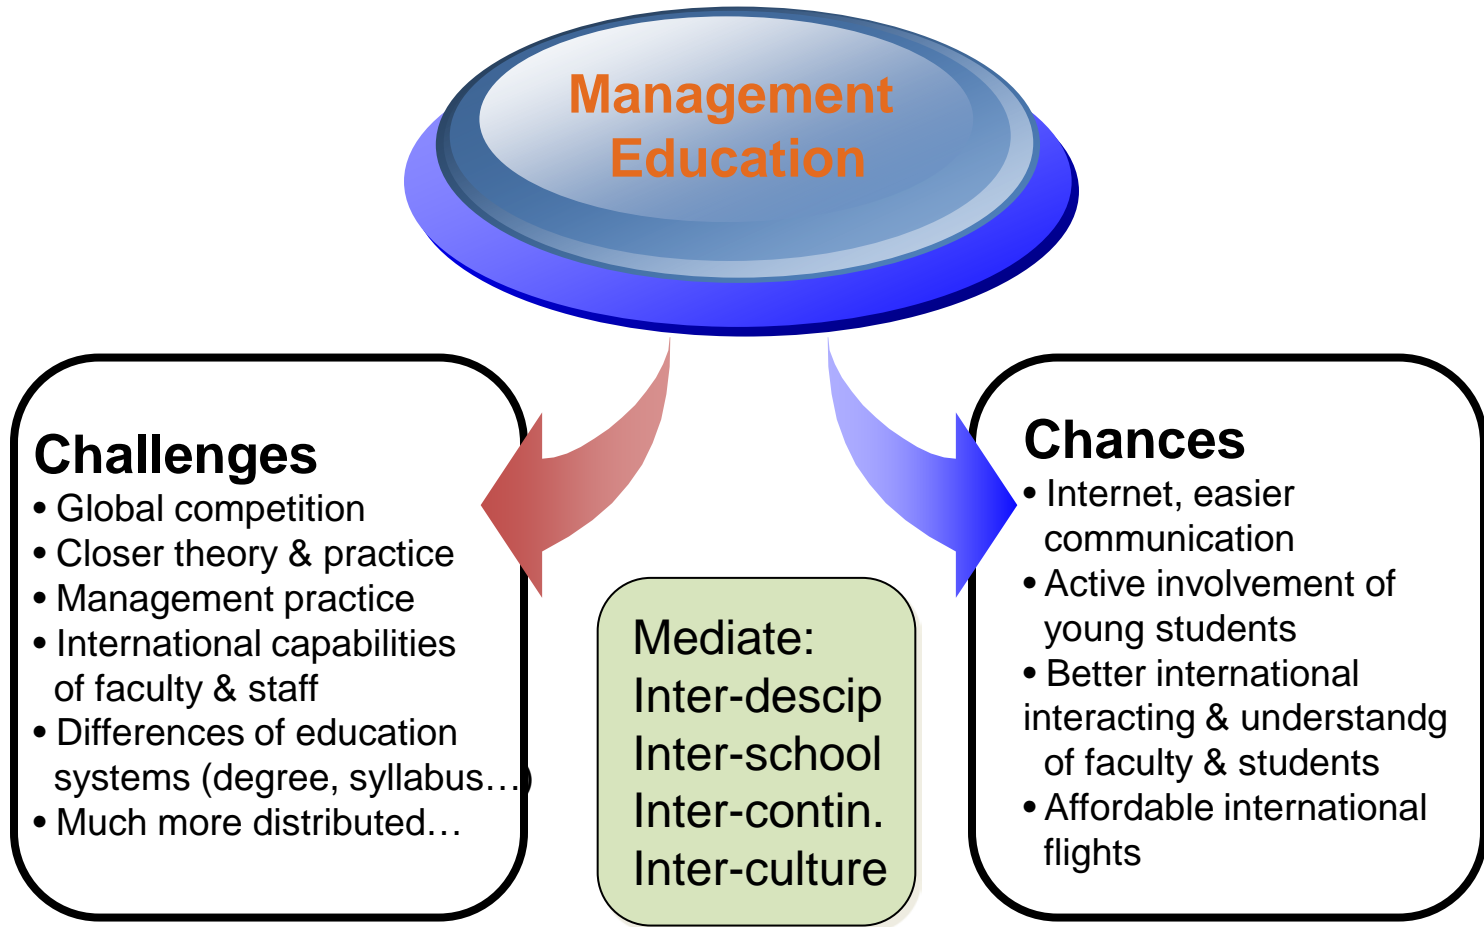 Management
Education
Challenges
• Global competition
• Closer theory & practice
• Management practice
• International capabilities
of faculty & staff
• Differences of education
systems (degree, syllabus…)
• Much more distributed…
Mediate:
Inter-descip
Inter-school
Inter-contin.
Inter-culture
Chances
• Internet, easier
communication
• Active involvement of
young students
• Better international
interacting & understandg
of faculty & students
• Affordable international
flights